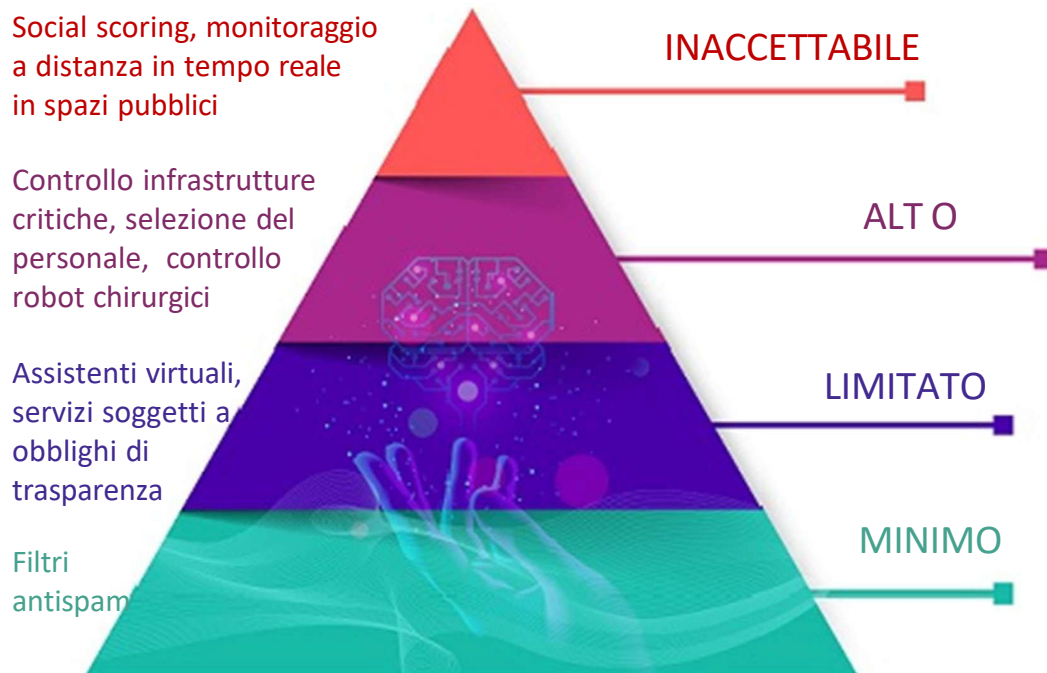 Social scoring, monitoraggio
a distanza in tempo reale
in spazi pubblici
INACCETTABILE
Controllo infrastrutture
critiche, selezione del
personale, controllo
robot chirurgici
ALT O
Assistenti virtuali,
servizi soggetti a
obblighi di
trasparenza
LIMITATO
Filtri
antispam
MINIMO